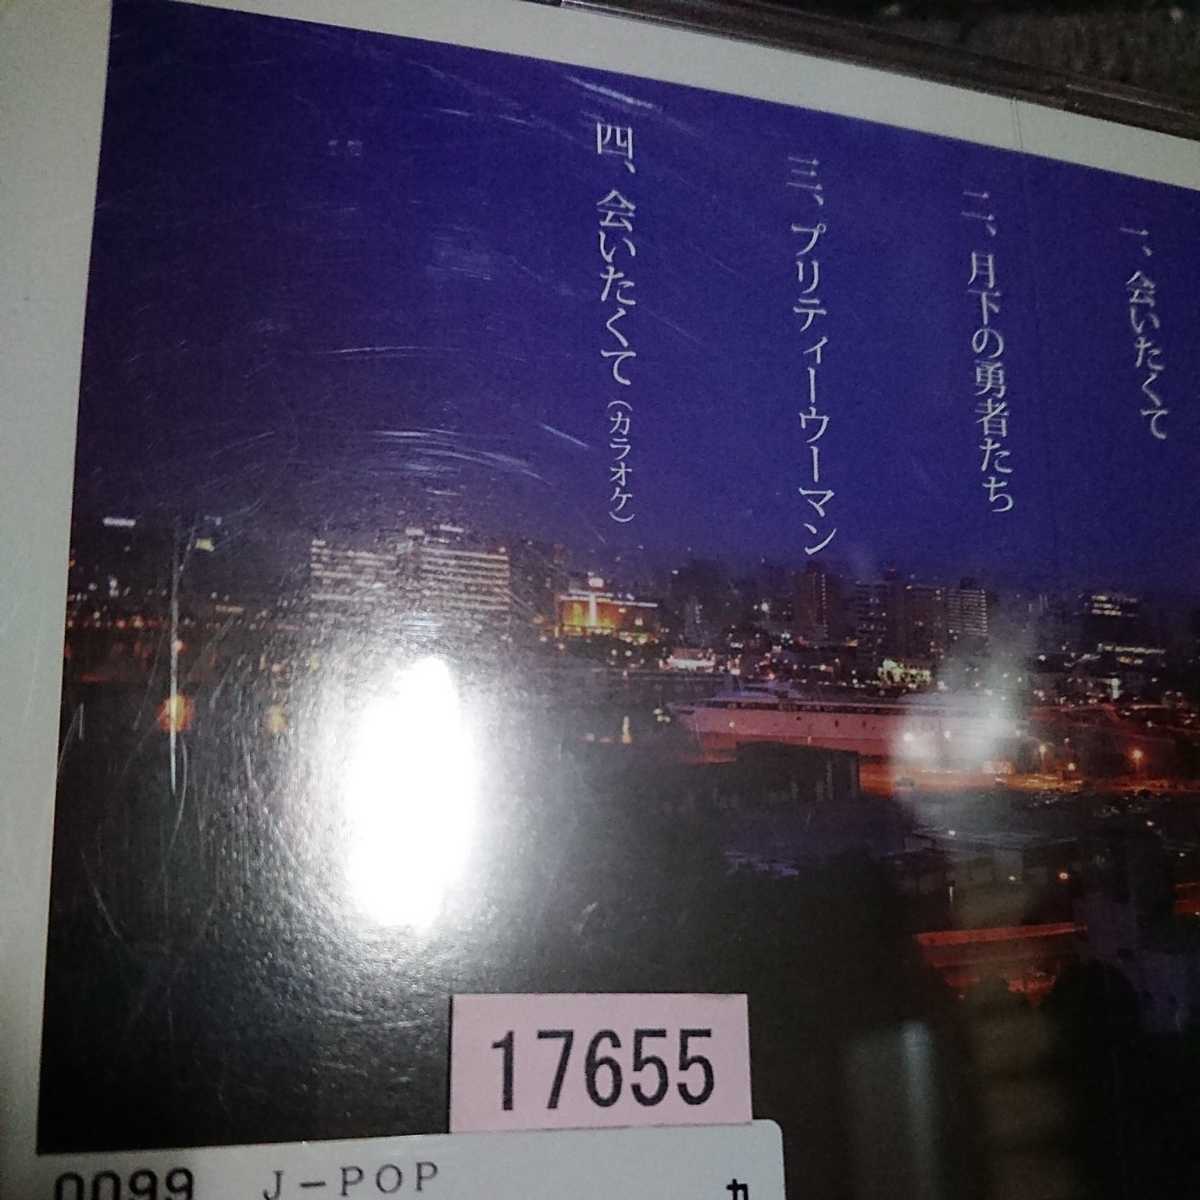 一、会いたくて
二、月下の勇者たち
三、プリティーウーマン
四、会いたくて（カラオケ）
17655
0099 J-POP カ